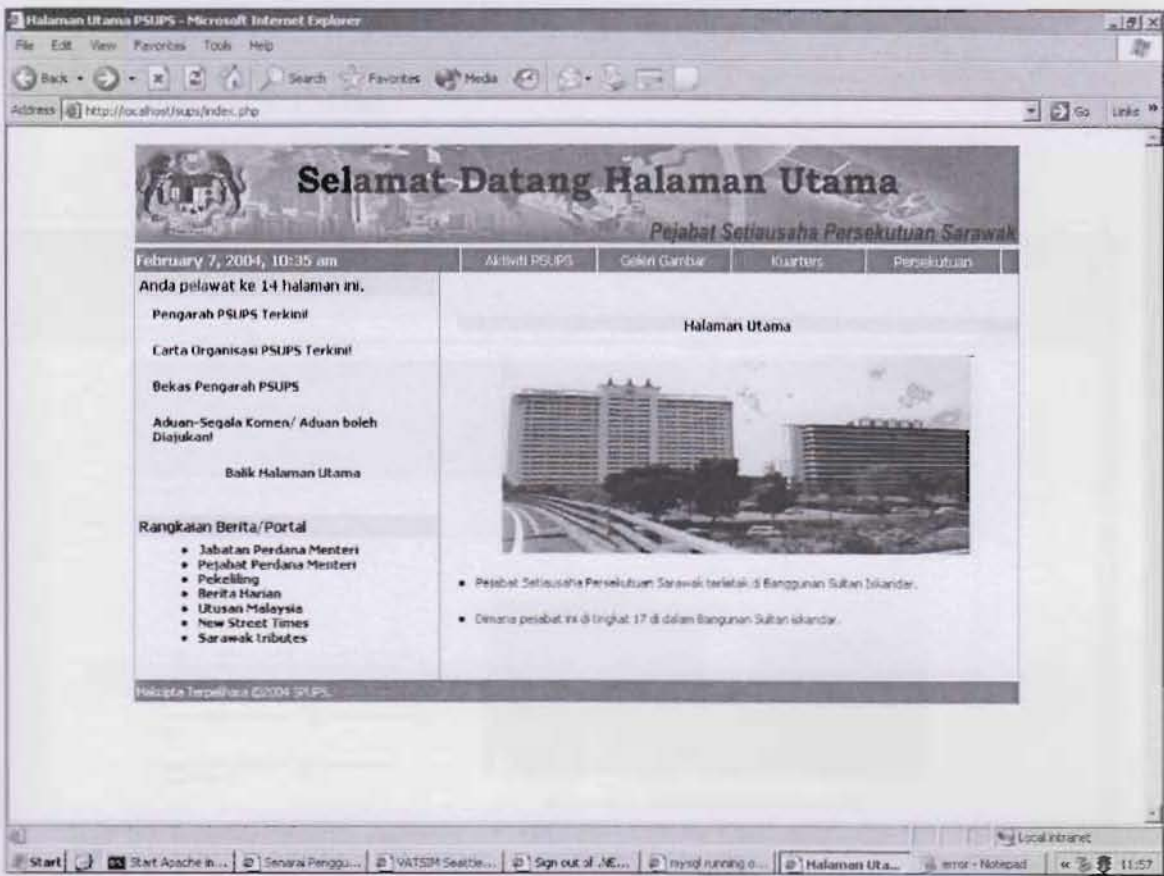 Halaman Utama PSUPS - Microsoft Internet Explorer
File Edit View Favorites Tools Help
Back Search Favorites Media
Address http://localhost/sups/index.php Go Links »
Selamat Datang Halaman Utama
Pejabat Setiausaha Persekutuan Sarawak
February 7, 2004, 10:35 am Aktiviti PSUPS Galeri Gambar Kuarters Persekutuan
Anda pelawat ke 14 halaman ini.
Pengarah PSUPS Terkini!
Carta Organisasi PSUPS Terkini!
Bekas Pengarah PSUPS
Aduan-Segala Komen/ Aduan boleh
Diajukan!
Balik Halaman Utama
Rangkaian Berita/Portal
• Jabatan Perdana Menteri
• Pejabat Perdana Menteri
• Pekeliling
• Berita Harian
• Utusan Malaysia
• New Street Times
• Sarawak tributes
Halaman Utama
• Pejabat Setiausaha Persekutuan Sarawak terletak di Banggunan Sultan Iskandar.
• Dimana pejabat ini di tingkat 17 di dalam Bangunan Sultan iskandar.
Hakcipta Terpelihara ©2004 SPUPS.
Local intranet
Start Start Apache in ... Senarai Penggu... VATSIM Seattle... Sign out of .NE... mysql running o... Halaman Uta... error - Notepad « 11:57